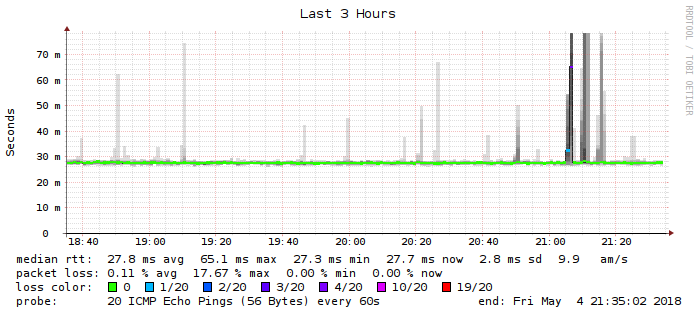 Last 3 Hours
RRDTOOL / TOBI OETIKER
Seconds
70 m
60 m
50 m
40 m
30 m
20 m
10 m
0
18:40 19:00 19:20 19:40 20:00 20:20 20:40 21:00 21:20
median rtt: 27.8 ms avg 65.1 ms max 27.3 ms min 27.7 ms now 2.8 ms sd 9.9 am/s
packet loss: 0.11 % avg 17.67 % max 0.00 % min 0.00 % now
loss color: 0 1/20 2/20 3/20 4/20 10/20 19/20
probe: 20 ICMP Echo Pings (56 Bytes) every 60s end: Fri May 4 21:35:02 2018